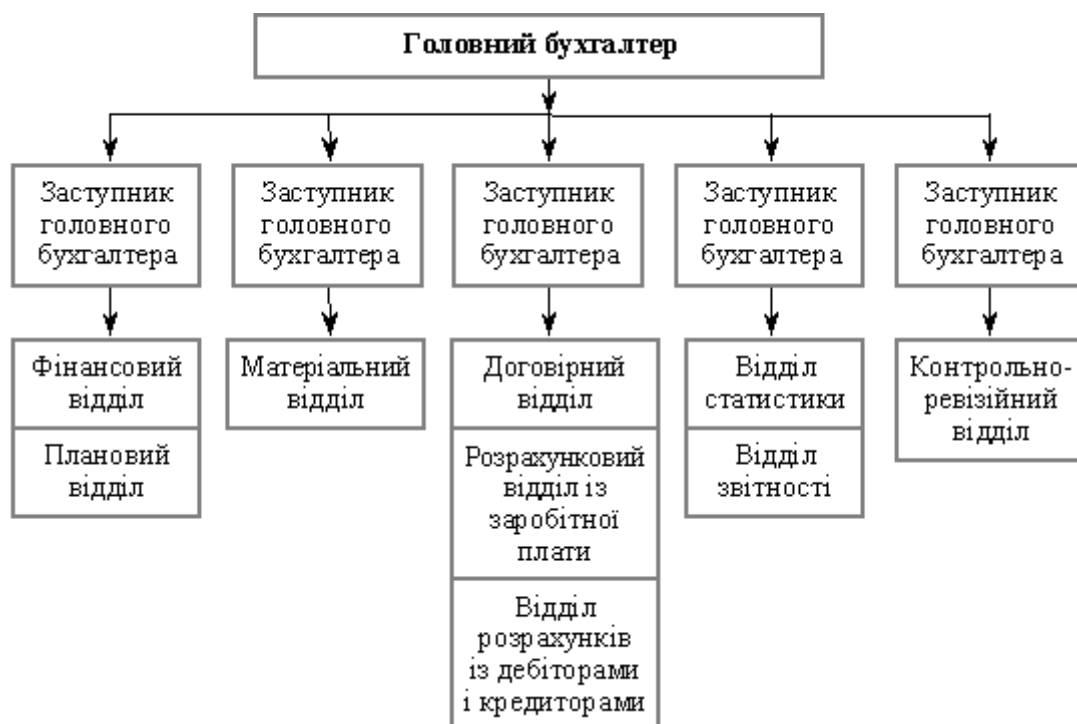 Головний бухгалтер
Заступник
головного
бухгалтера
Заступник
головного
бухгалтера
Заступник
головного
бухгалтера
Заступник
головного
бухгалтера
Заступник
головного
бухгалтера
Фінансовий
відділ
Плановий
відділ
Матеріальний
відділ
Договірний
відділ
Розрахунковий
відділ із
заробітної
плати
Відділ
розрахунків
із дебіторами
і кредиторами
Відділ
статистики
Відділ
звітності
Контрольно-
ревізійний
відділ